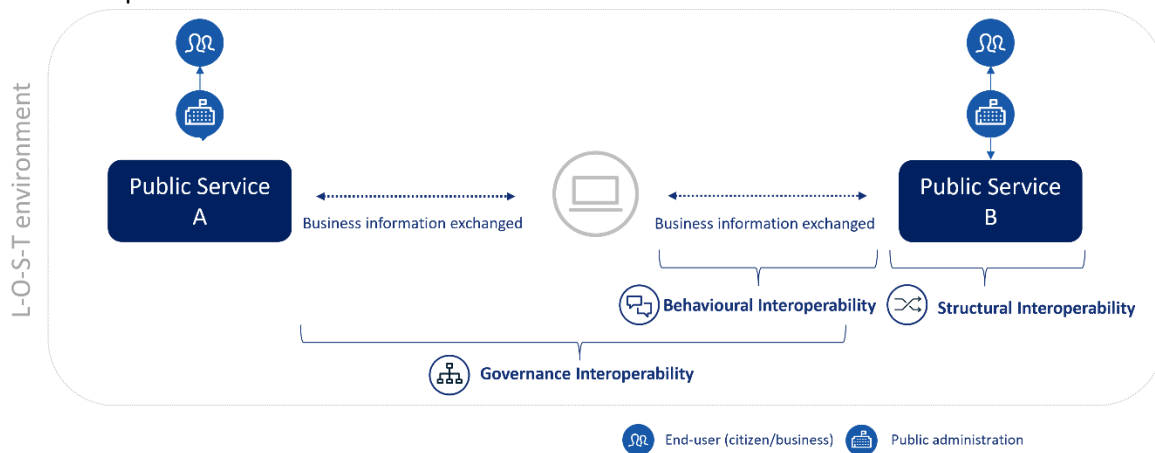 L-O-S-T environment
Public Service
A
Public Service
B
Business information exchanged
Business information exchanged
Behavioural Interoperability
Structural Interoperability
Governance Interoperability
End-user (citizen/business)
Public administration